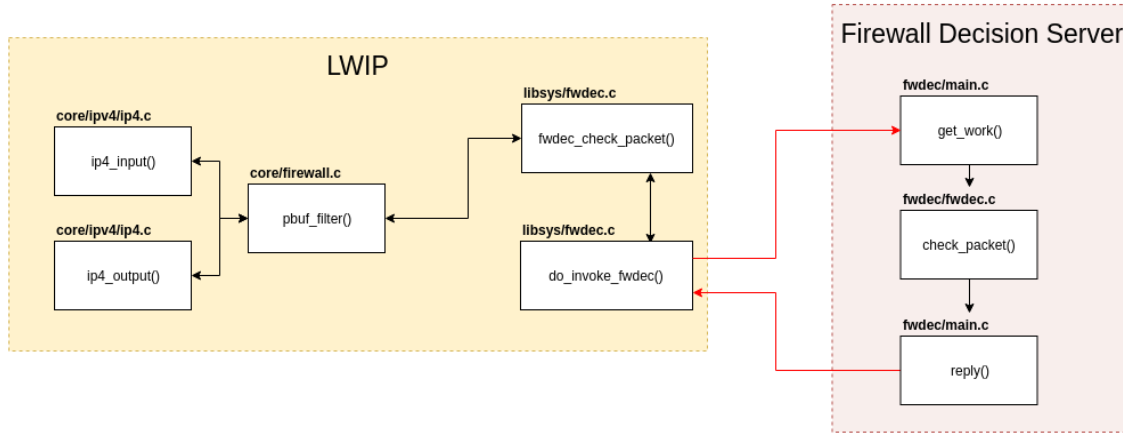 LWIP
core/ipv4/ip4.c
ip4_input()
core/ipv4/ip4.c
ip4_output()
core/firewall.c
pbuf_filter()
libsys/fwdec.c
fwdec_check_packet()
libsys/fwdec.c
do_invoke_fwdec()
Firewall Decision Server
fwdec/main.c
get_work()
fwdec/fwdec.c
check_packet()
fwdec/main.c
reply()